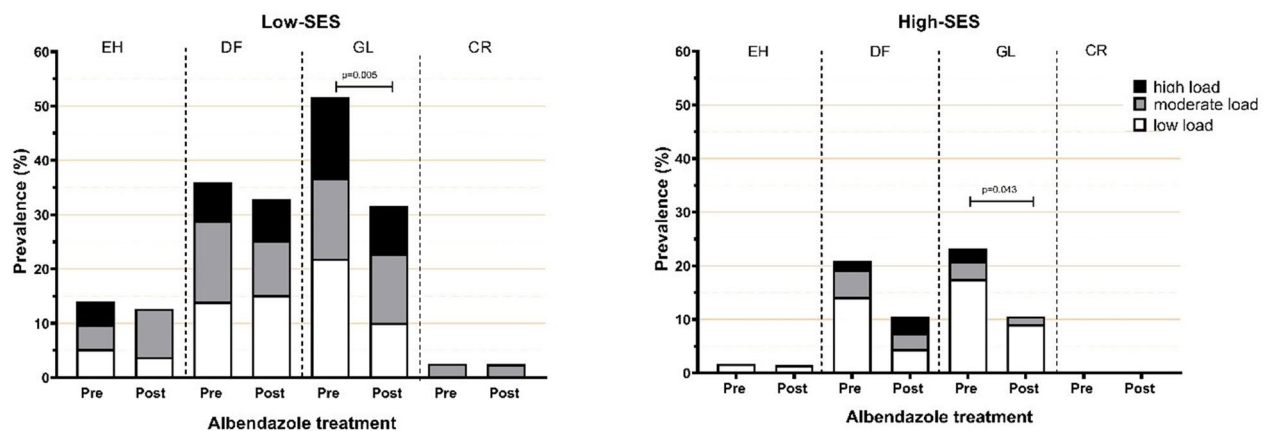 Low-SES
EH DF GL CR
p=0.005
Prevalence (%)
60
50
40
30
20
10
0
Pre Post Pre Post Pre Post Pre Post
Albendazole treatment
High-SES
EH DF GL CR
p=0.043
high load
moderate load
low load
Prevalence (%)
60
50
40
30
20
10
0
Pre Post Pre Post Pre Post Pre Post
Albendazole treatment